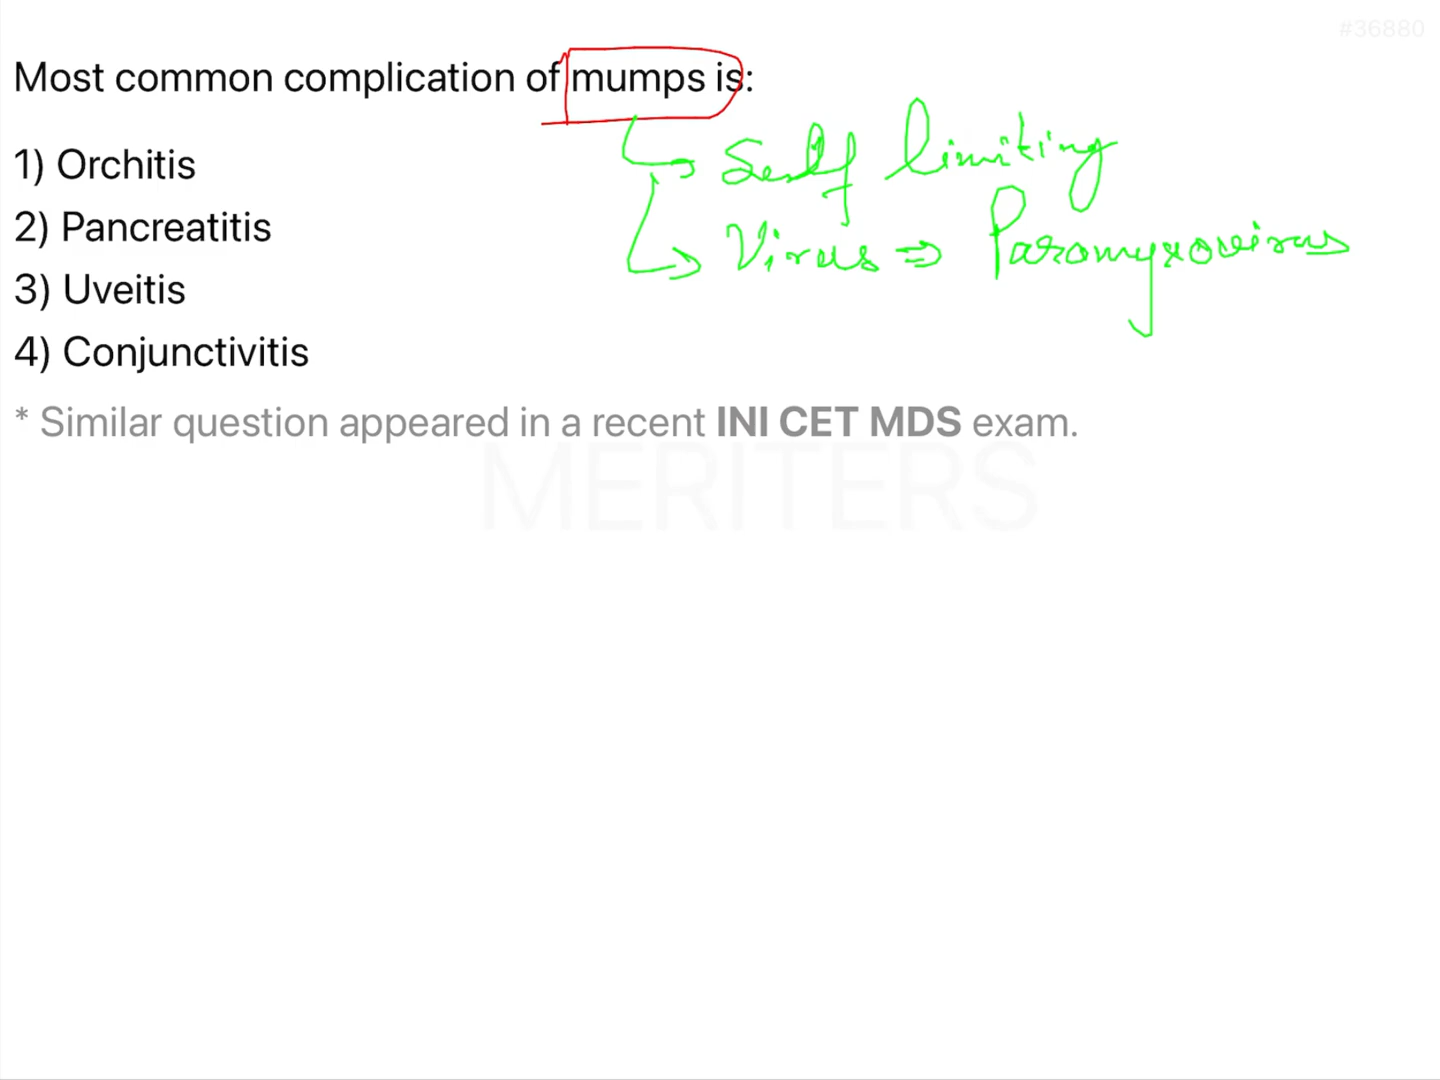 #36880
Most common complication of mumps is:
Self limiting
1) Orchitis
2) Pancreatitis
Virus ⇒ Paramyxovirus
3) Uveitis
4) Conjunctivitis
* Similar question appeared in a recent INI CET MDS exam.
MERITERS